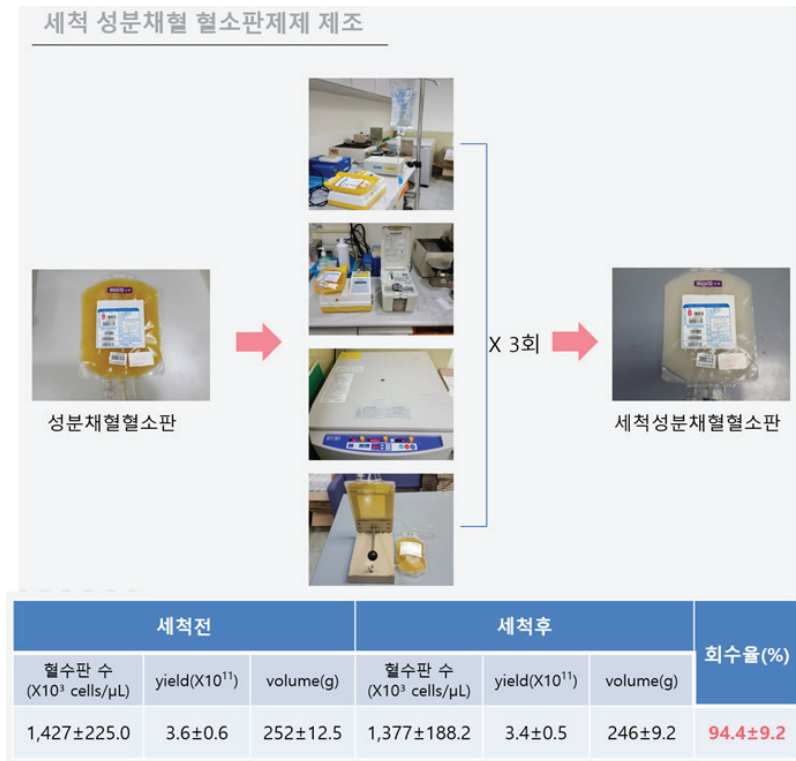 세척 성분채혈 혈소판제제 제조
X 3회
성분채혈혈소판
세척성분채혈혈소판
세척전 세척후 회수율(%)
혈수판 수 (X10³ cells/μL) yield(X10¹¹) volume(g) 혈수판 수 (X10³ cells/μL) yield(X10¹¹) volume(g)
1,427±225.0 3.6±0.6 252±12.5 1,377±188.2 3.4±0.5 246±9.2 94.4±9.2